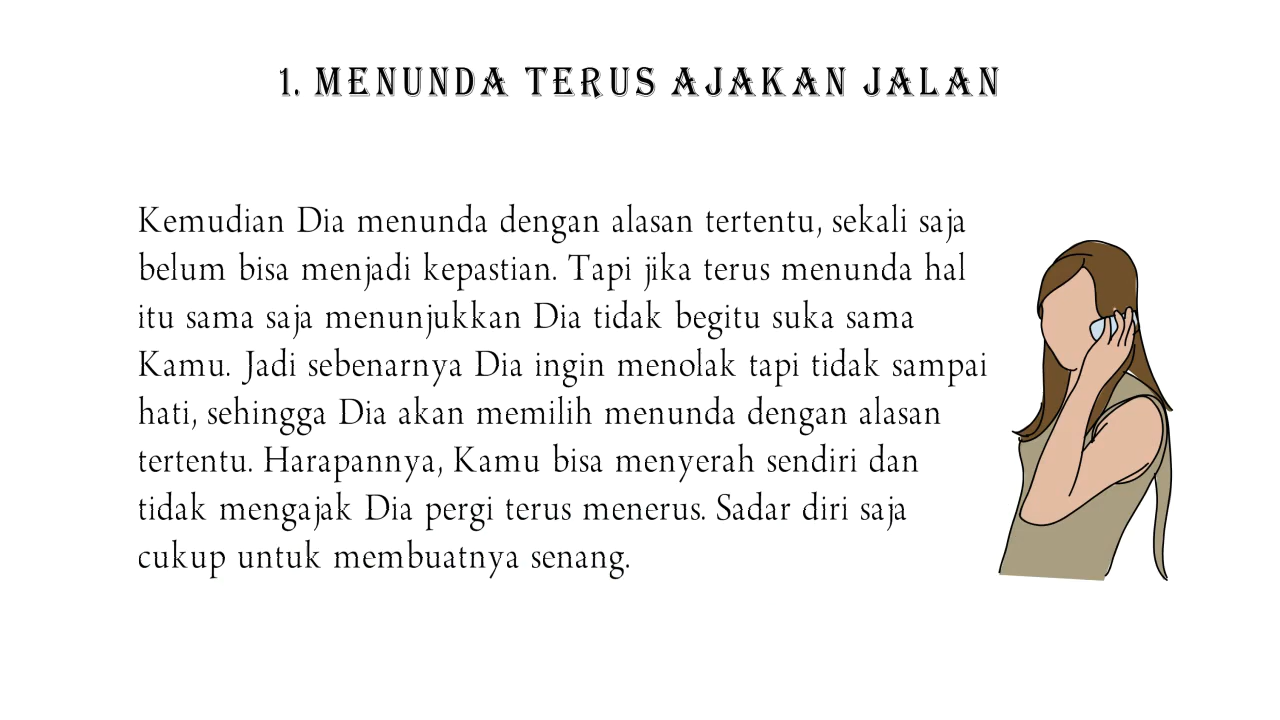 1. MENUNDA TERUS AJAKAN JALAN
Kemudian Dia menunda dengan alasan tertentu, sekali saja
belum bisa menjadi kepastian. Tapi jika terus menunda hal
itu sama saja menunjukkan Dia tidak begitu suka sama
Kamu. Jadi sebenarnya Dia ingin menolak tapi tidak sampai
hati, sehingga Dia akan memilih menunda dengan alasan
tertentu. Harapannya, Kamu bisa menyerah sendiri dan
tidak mengajak Dia pergi terus menerus. Sadar diri saja
cukup untuk membuatnya senang.